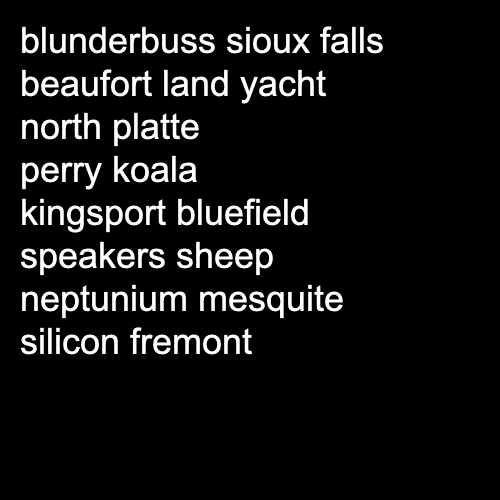 blunderbuss sioux falls
beaufort land yacht
north platte
perry koala
kingsport bluefield
speakers sheep
neptunium mesquite
silicon fremont